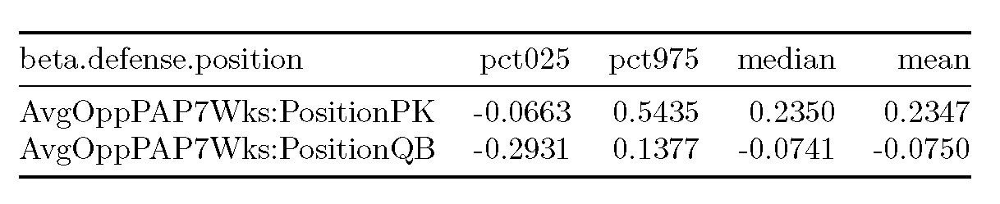 beta.defense.position pct025 pct975 median mean
AvgOppPAP7Wks:PositionPK -0.0663 0.5435 0.2350 0.2347
AvgOppPAP7Wks:PositionQB -0.2931 0.1377 -0.0741 -0.0750